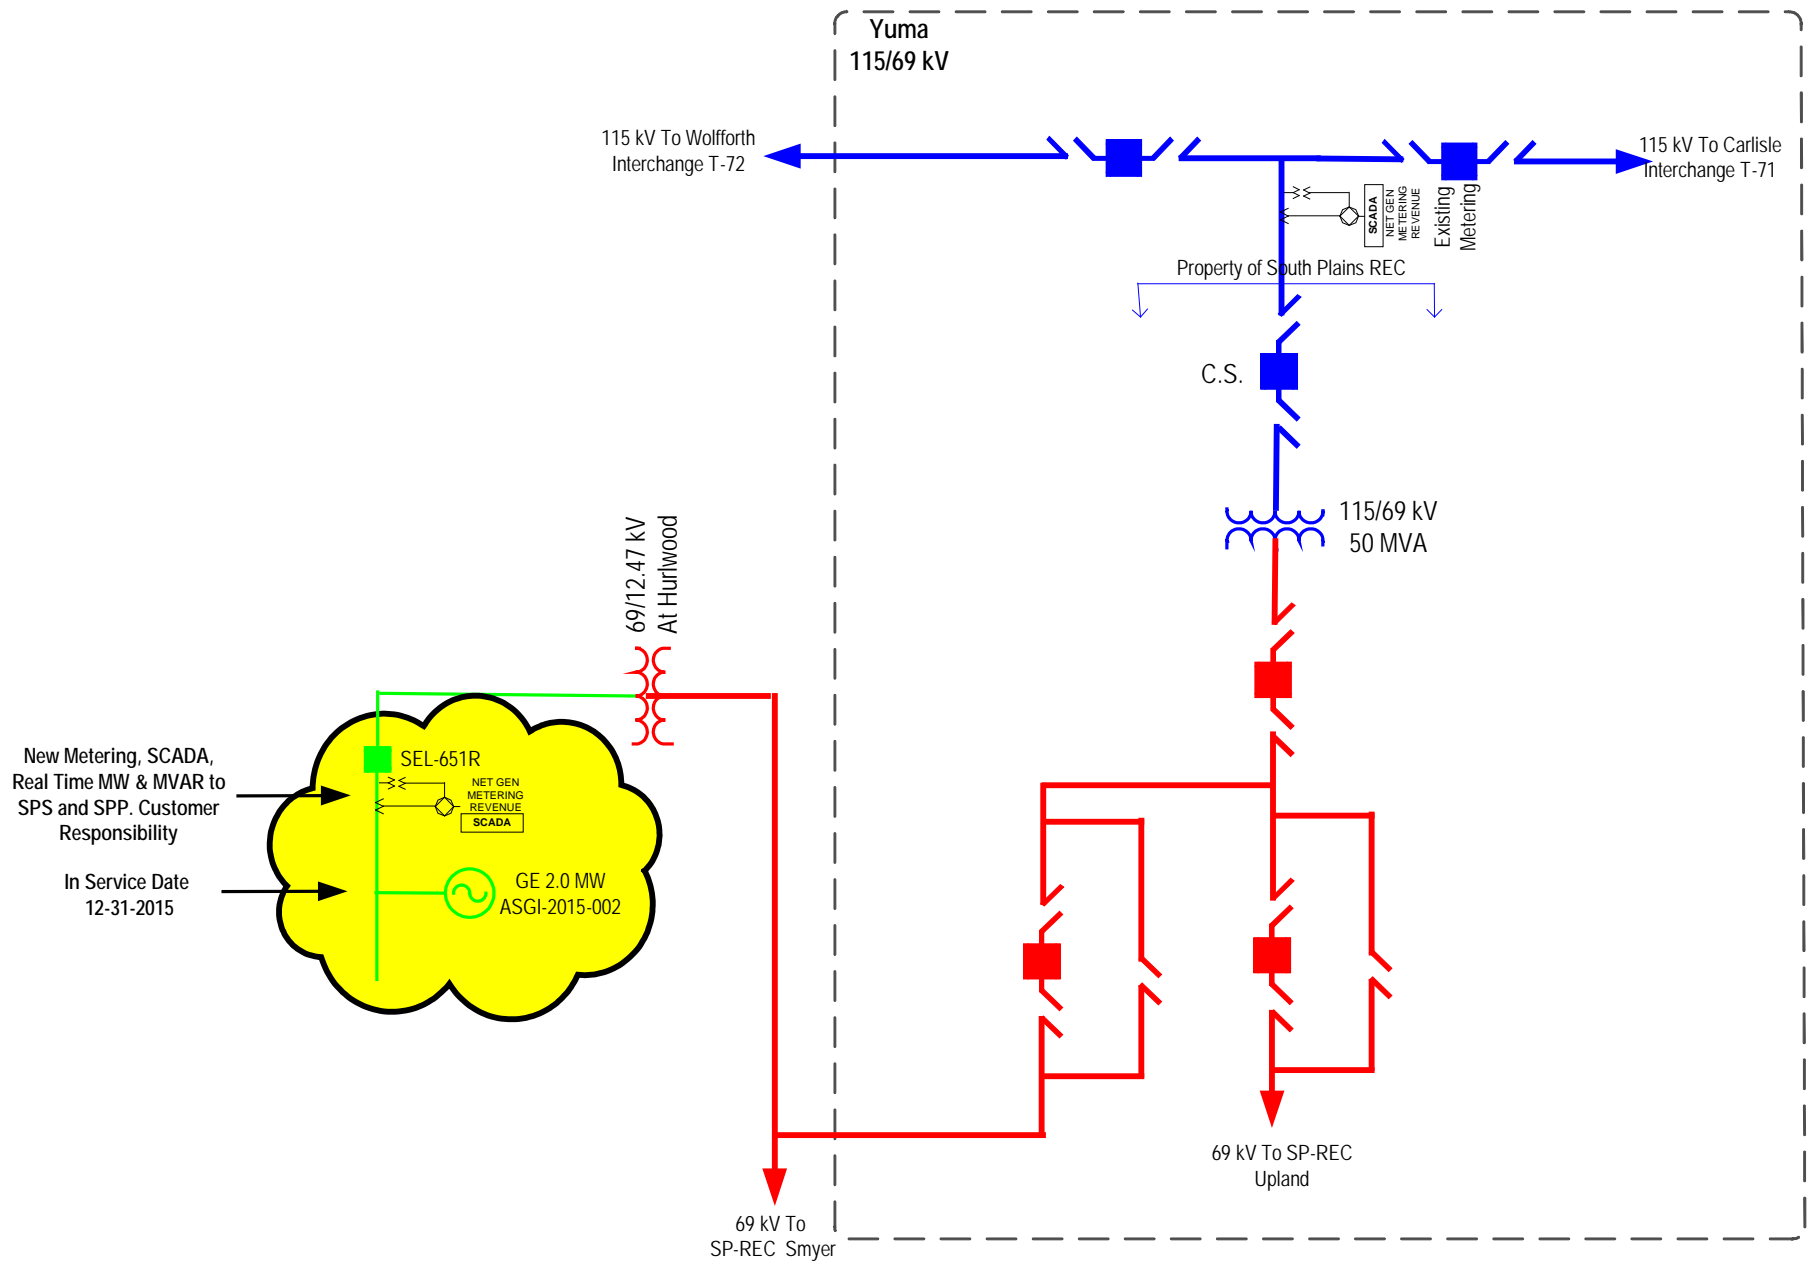 Yuma
115/69 kV
115 kV To Wolfforth
Interchange T-72
115 kV To Carlisle
Interchange T-71
SCADA
NET GEN
METERING
REVENUE
Existing
Metering
Property of South Plains REC
C.S.
115/69 kV
50 MVA
69/12.47 kV
At Hurlwood
New Metering, SCADA,
Real Time MW & MVAR to
SPS and SPP. Customer
Responsibility
SEL-651R
NET GEN
METERING
REVENUE
SCADA
In Service Date
12-31-2015
GE 2.0 MW
ASGI-2015-002
69 kV To SP-REC
Upland
69 kV To
SP-REC Smyer